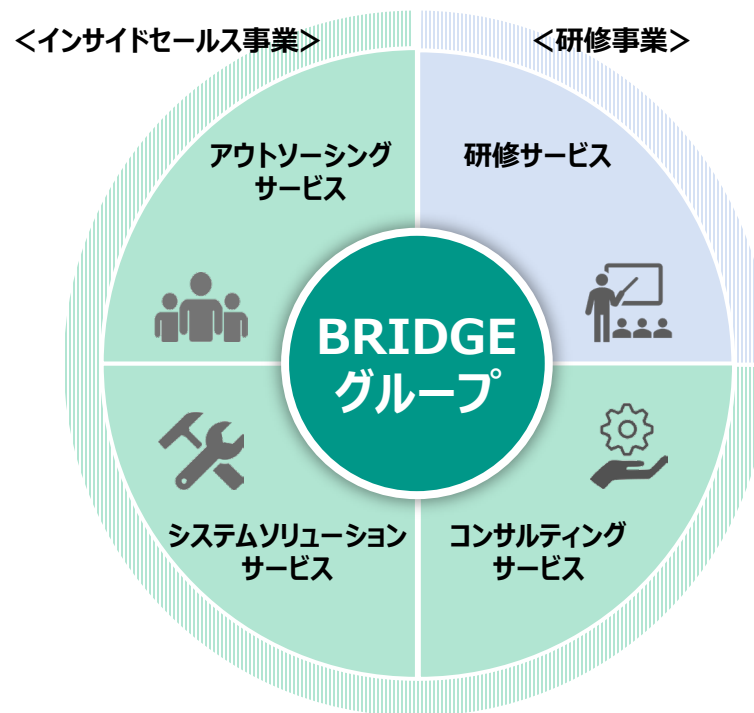 ＜インサイドセールス事業＞
＜研修事業＞
アウトソーシング
サービス
研修サービス
BRIDGE
グループ
システムソリューション
サービス
コンサルティング
サービス